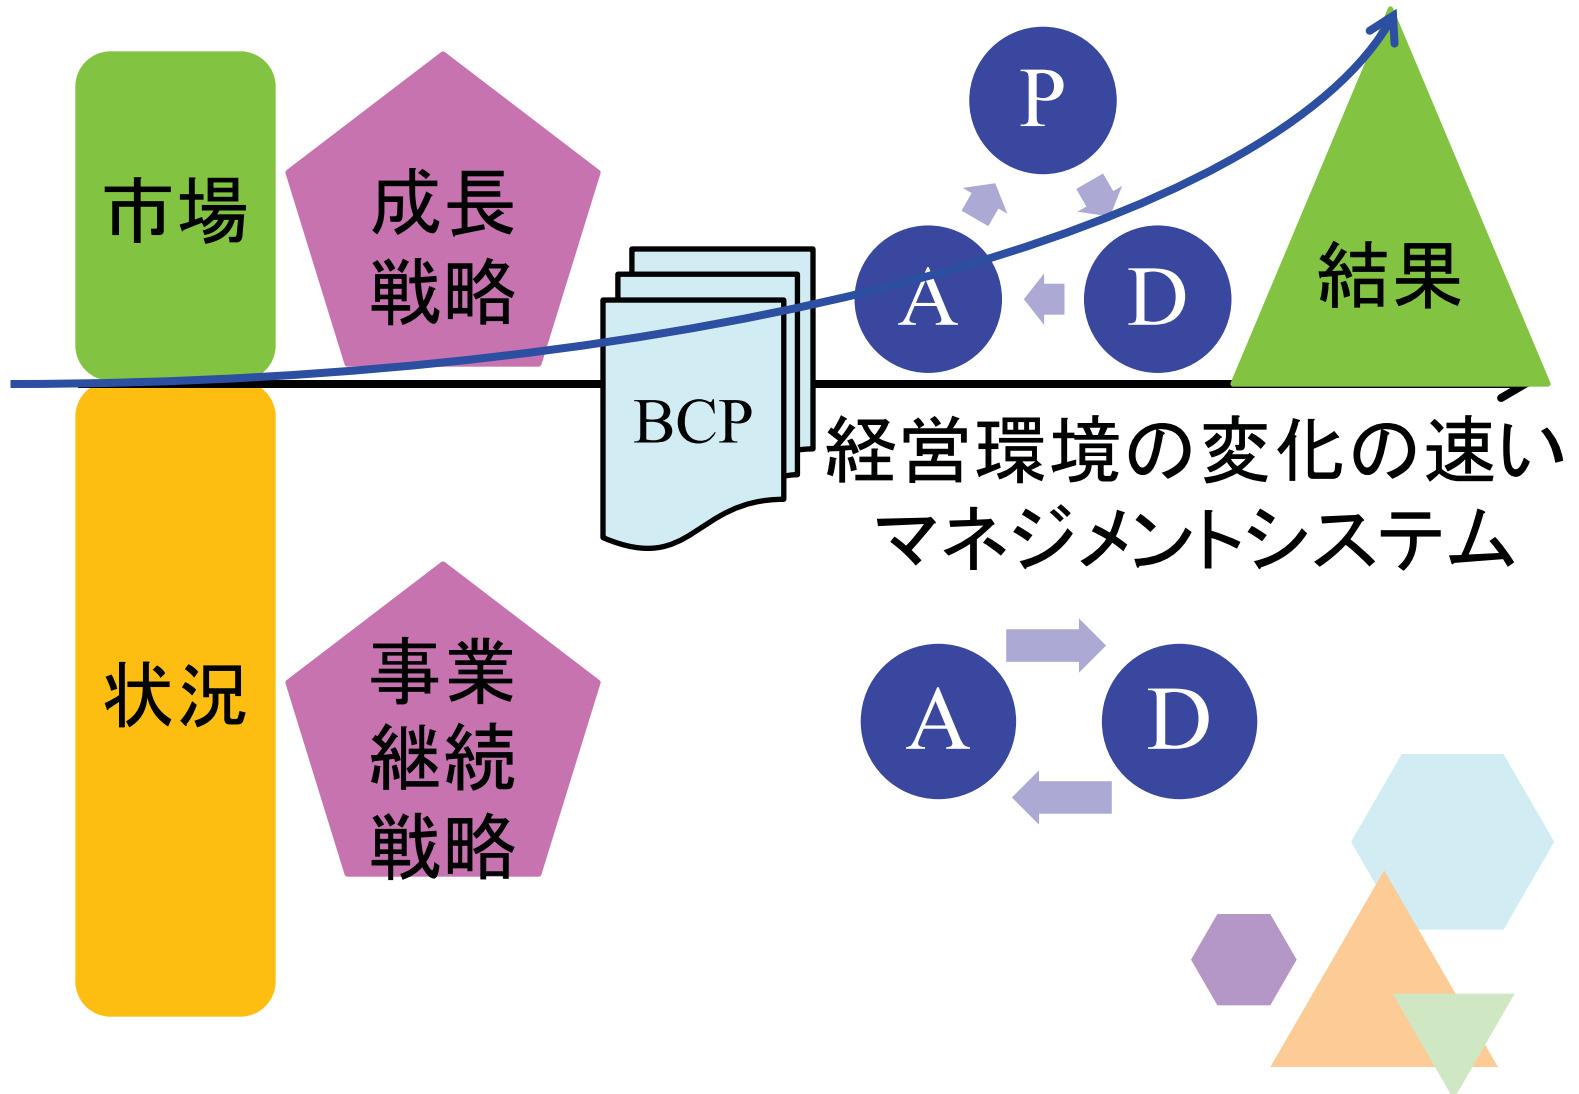 市場
成長
戦略
BCP
P
A
D
結果
経営環境の変化の速い
マネジメントシステム
状況
事業
継続
戦略
A
D